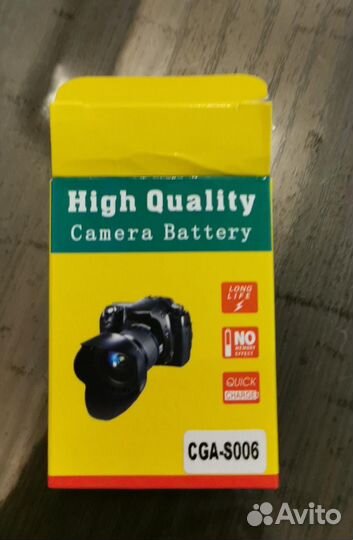 High Quality
Camera Battery
LONG
LIFE
NO
MEMORY
EFFECT
QUICK
CHARGE
CGA-S006
Avito